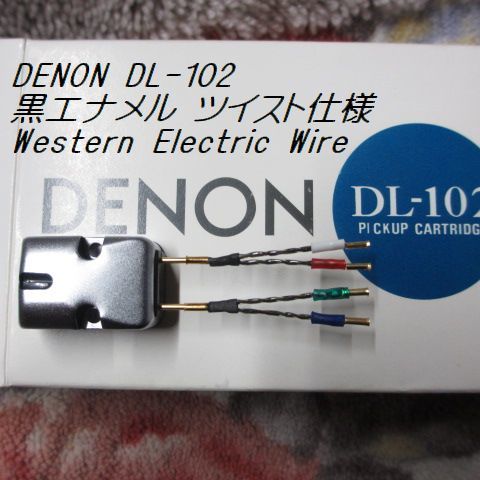 DENON DL-102
黒エナメル ツイスト仕様
Western Electric Wire
DENON
DL-102
PICKUP CARTRIDG